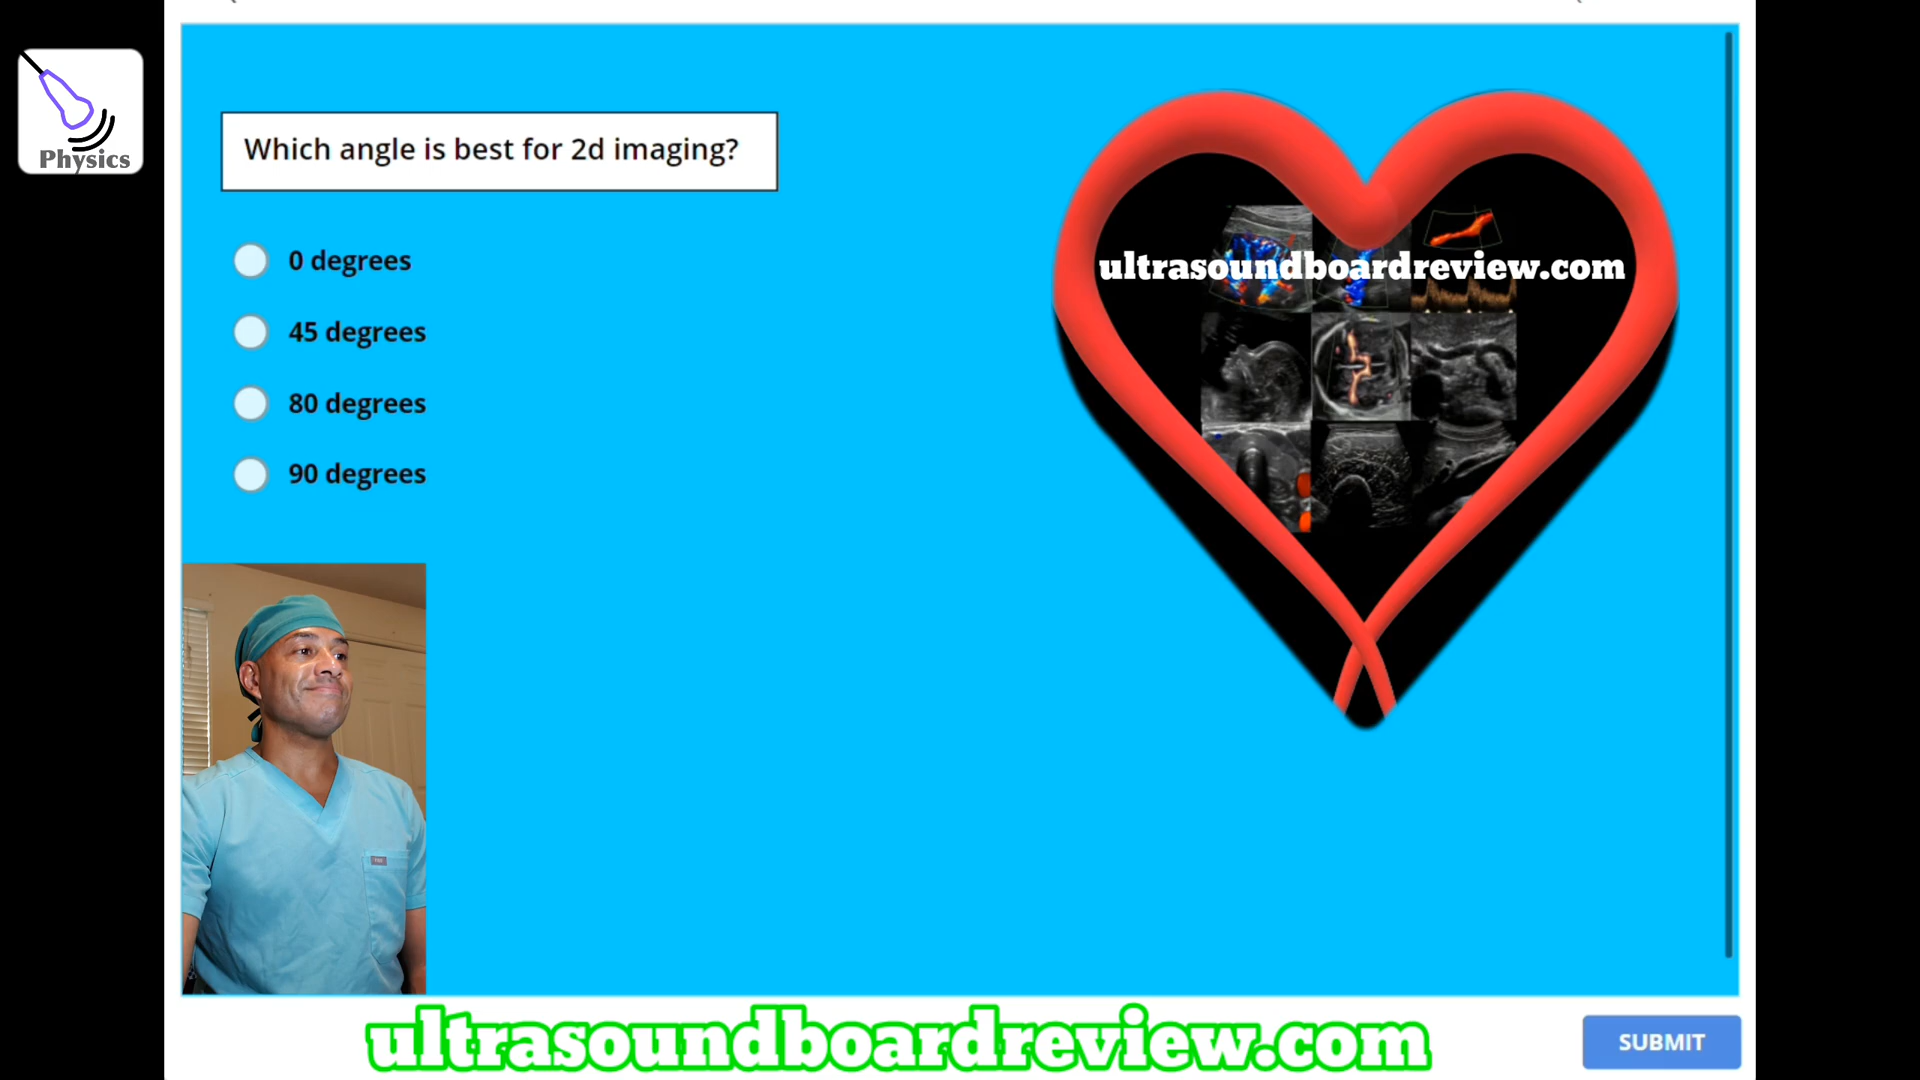 Physics
Which angle is best for 2d imaging?
0 degrees
45 degrees
80 degrees
90 degrees
ultrasoundboardreview.com
ultrasoundboardreview.com
SUBMIT